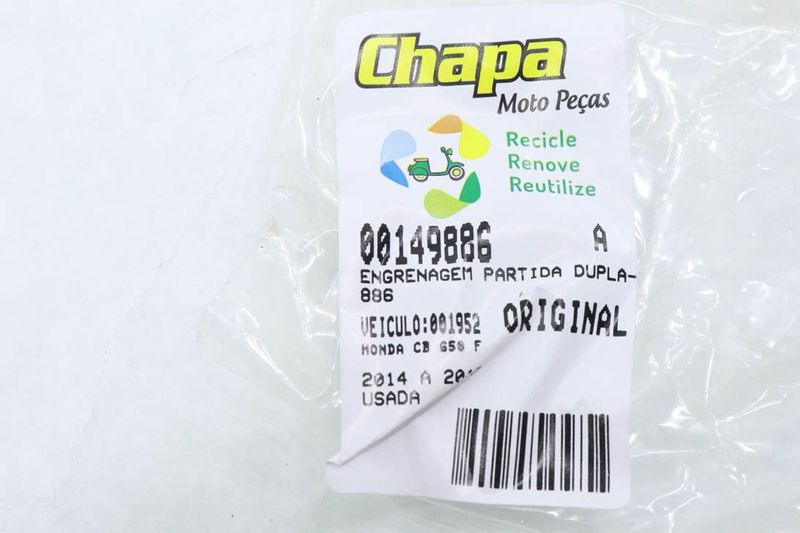 Chapa
Moto Peças
Recicle
Renove
Reutilize
00149886 A
ENGRENAGEM PARTIDA DUPLA-
886
VEICULO:001952 ORIGINAL
HONDA CB 650 F
2014 A
USADA